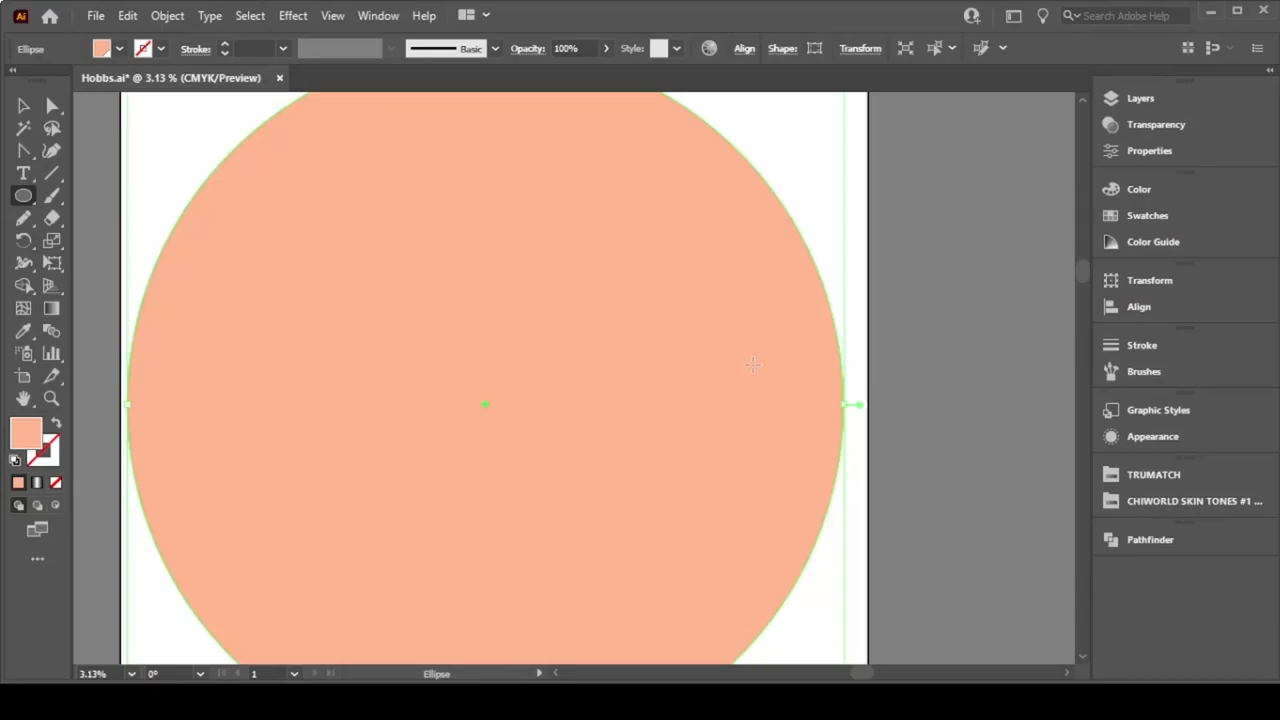 Ai File Edit Object Type Select Effect View Window Help Search Adobe Help
Ellipse Stroke: Basic Opacity: 100% Style: Align Shape: Transform
Hobbs.ai* @ 3.13 % (CMYK/Preview) ×
Layers
Transparency
Properties
Color
Swatches
Color Guide
Transform
Align
Stroke
Brushes
Graphic Styles
Appearance
TRUMATCH
CHIWORLD SKIN TONES #1 ...
Pathfinder
3.13% 0° 1 Ellipse